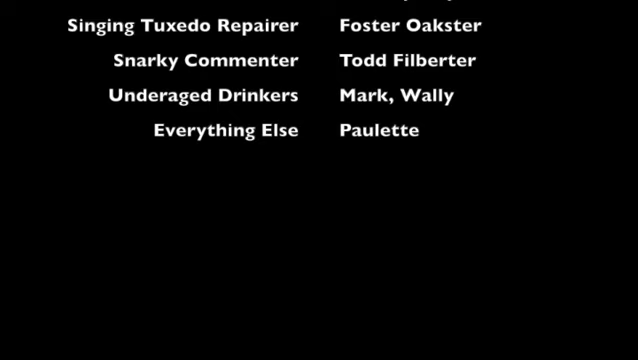 Singing Tuxedo Repairer Foster Oakster
Snarky Commenter Todd Filberter
Underaged Drinkers Mark, Wally
Everything Else Paulette